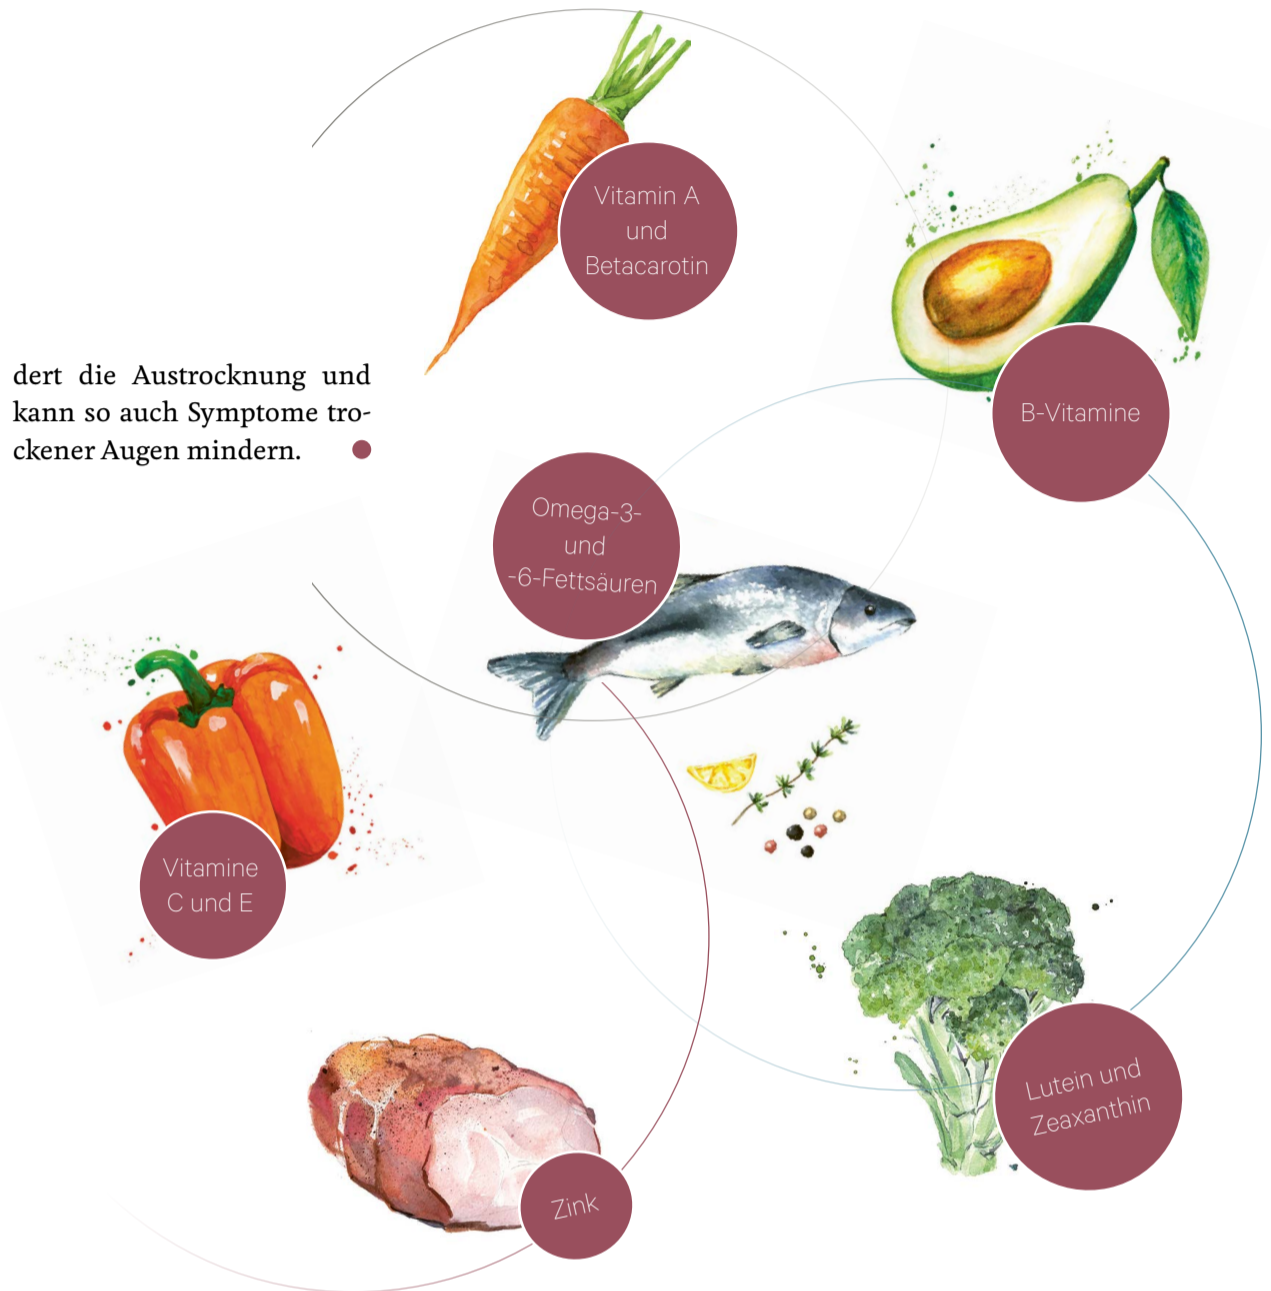 Vitamin A
und
Betacarotin
B-Vitamine
dert die Austrocknung und
kann so auch Symptome tro-
ckener Augen mindern.
Omega-3-
und
-6-Fettsäuren
Vitamine
C und E
Lutein und
Zeaxanthin
Zink